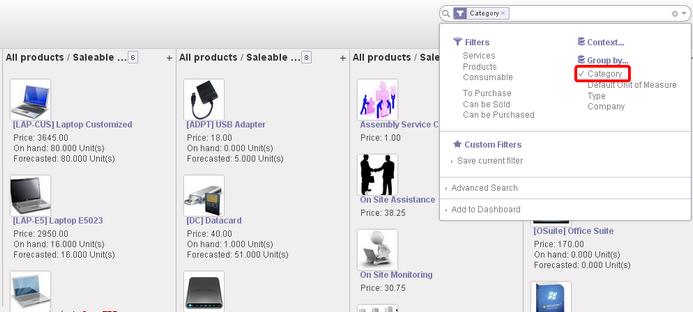 Category ×
All products / Saleable ... 6 +
[LAP-CUS] Laptop Customized
Price: 3645.00
On hand: 80.000 Unit(s)
Forecasted: 80.000 Unit(s)
[LAP-E5] Laptop E5023
Price: 2950.00
On hand: 16.000 Unit(s)
Forecasted: 16.000 Unit(s)
All products / Saleable ... 8 +
[ADPT] USB Adapter
Price: 18.00
On hand: 0.000 Unit(s)
Forecasted: 5.000 Unit(s)
[DC] Datacard
Price: 40.00
On hand: 1.000 Unit(s)
Forecasted: 51.000 Unit(s)
All products / Saleable
Assembly Service C
Price: 1.00
On Site Assistance
Price: 38.25
On Site Monitoring
Price: 30.75
Filters
Services
Products
Consumable
To Purchase
Can be Sold
Can be Purchased
Context...
Group by...
✓ Category
Default Unit of Measure
Type
Company
Custom Filters
Save current filter
Advanced Search
Add to Dashboard
[OSuite] Office Suite
Price: 170.00
On hand: 0.000 Unit(s)
Forecasted: 0.000 Unit(s)